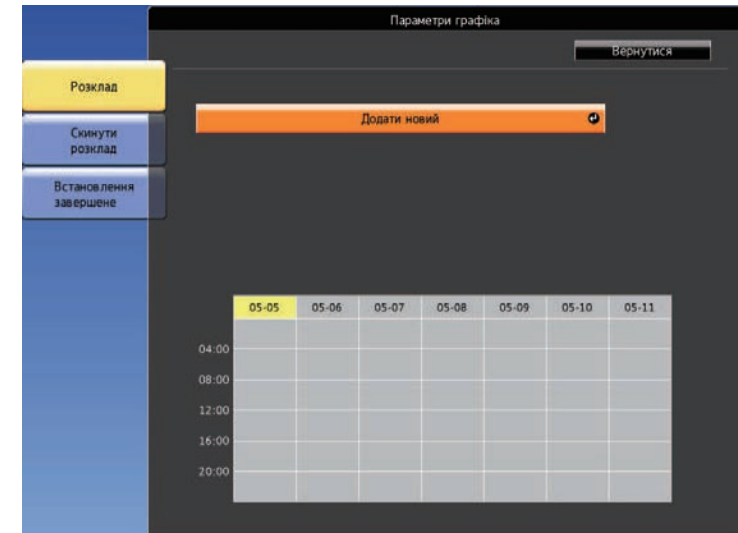 Параметри графіка
Вернутися
Розклад
Додати новий
Скинути
розклад
Встановлення
завершене
05-05 05-06 05-07 05-08 05-09 05-10 05-11
04:00
08:00
12:00
16:00
20:00